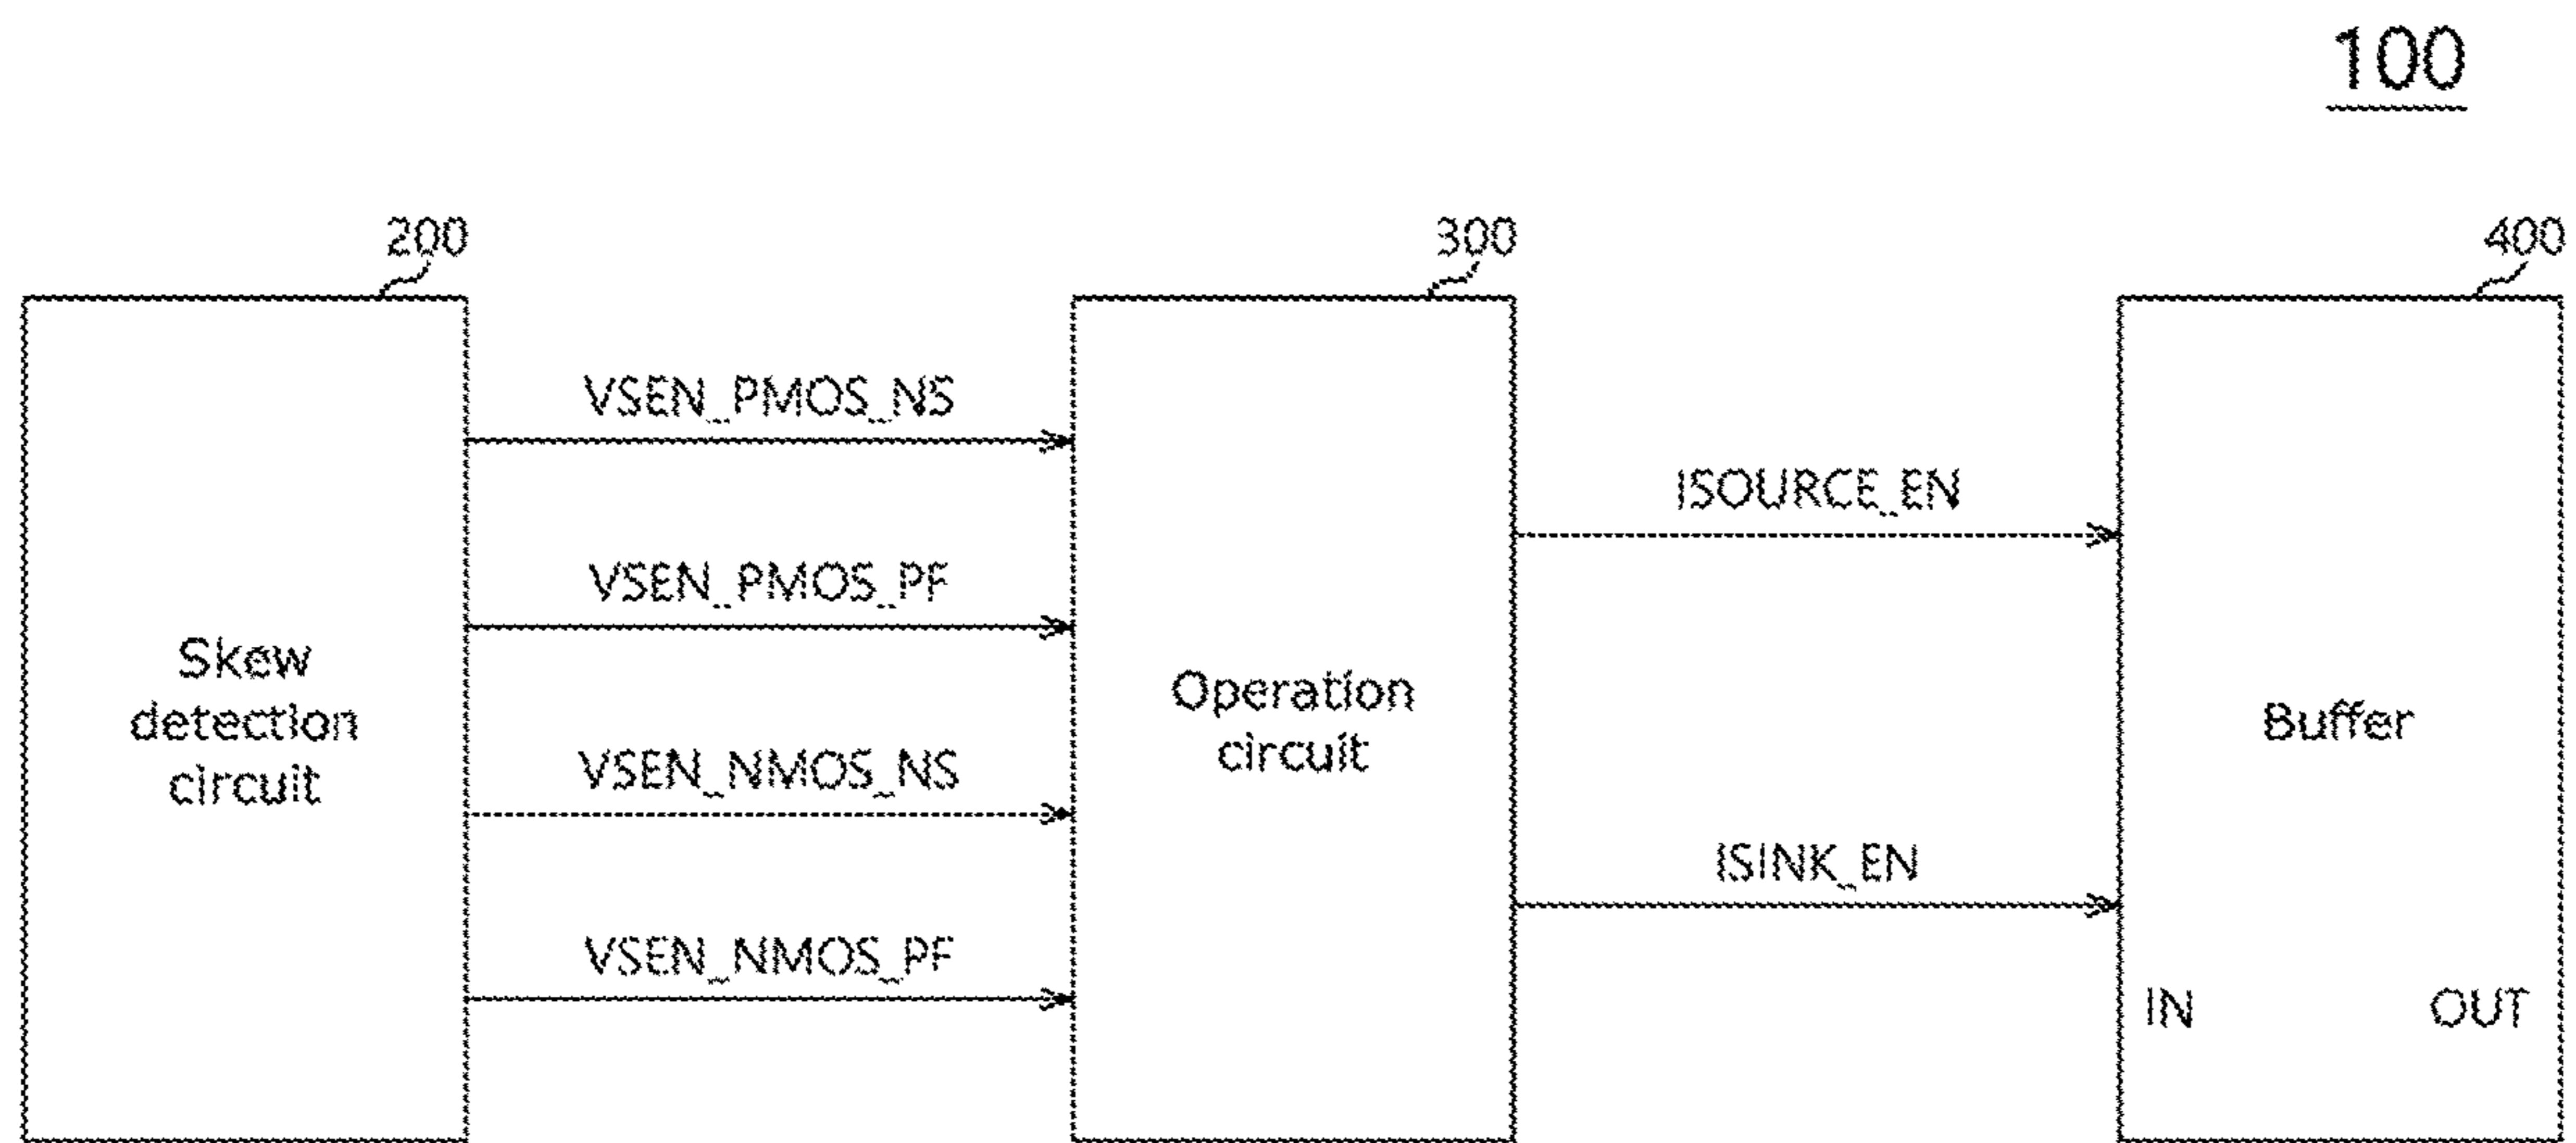 100
200
300
400
VSEN_PMOS_NS
VSEN_PMOS_PF
VSEN_NMOS_NS
VSEN_NMOS_PF
Skew
detection
circuit
Operation
circuit
ISOURCE_EN
ISINK_EN
Buffer
IN
OUT